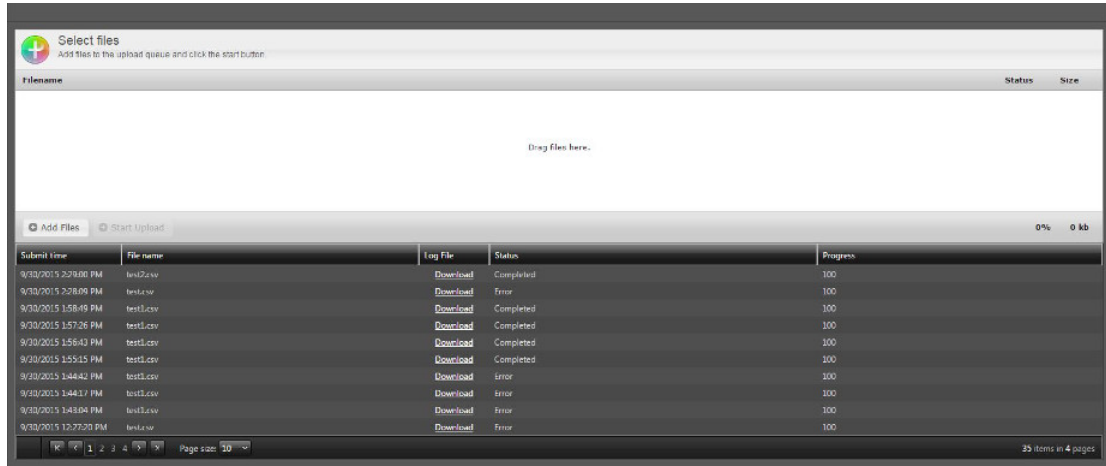 Select files
Add files to the upload queue and click the start button.
Filename Status Size
Drag files here.
Add Files Start Upload 0% 0 kb
Submit time File name Log File Status Progress
9/30/2015 2:29:00 PM test2.csv Download Completed 100
9/30/2015 2:28:09 PM test.csv Download Error 100
9/30/2015 1:58:49 PM test1.csv Download Completed 100
9/30/2015 1:57:26 PM test1.csv Download Completed 100
9/30/2015 1:56:43 PM test1.csv Download Completed 100
9/30/2015 1:55:15 PM test1.csv Download Completed 100
9/30/2015 1:44:42 PM test1.csv Download Error 100
9/30/2015 1:44:17 PM test1.csv Download Error 100
9/30/2015 1:43:04 PM test1.csv Download Error 100
9/30/2015 12:27:20 PM test.csv Download Error 100
1 2 3 4 Page size: 10 35 items in 4 pages